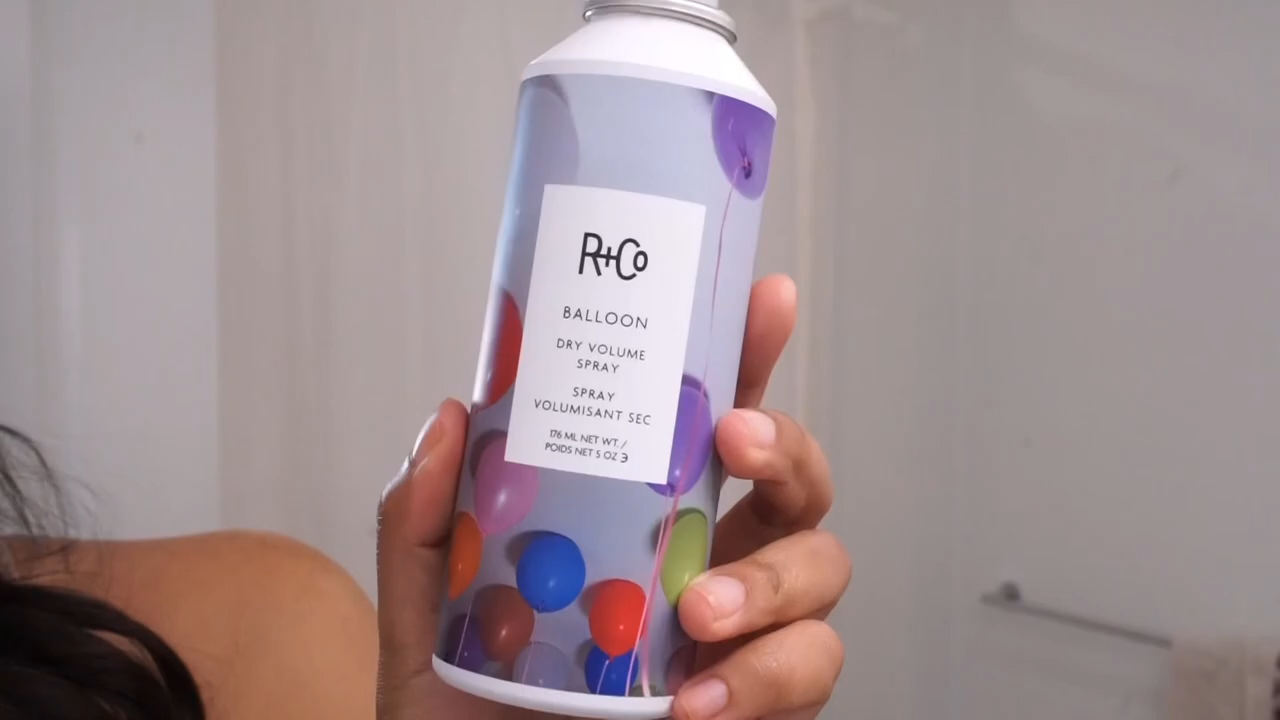 R+Co
BALLOON
DRY VOLUME
SPRAY
SPRAY
VOLUMISANT SEC
176 ML NET WT. /
POIDS NET 5 OZ ℮